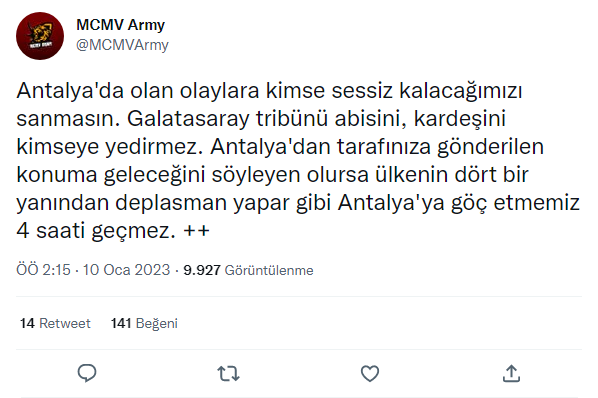 MCMV Army
@MCMVArmy
Antalya'da olan olaylara kimse sessiz kalacağımızı
sanmasın. Galatasaray tribünü abisini, kardeşini
kimseye yedirmez. Antalya'dan tarafınıza gönderilen
konuma geleceğini söyleyen olursa ülkenin dört bir
yanından deplasman yapar gibi Antalya'ya göç etmemiz
4 saati geçmez. ++
ÖÖ 2:15 · 10 Oca 2023 · 9.927 Görüntülenme
14 Retweet 141 Beğeni